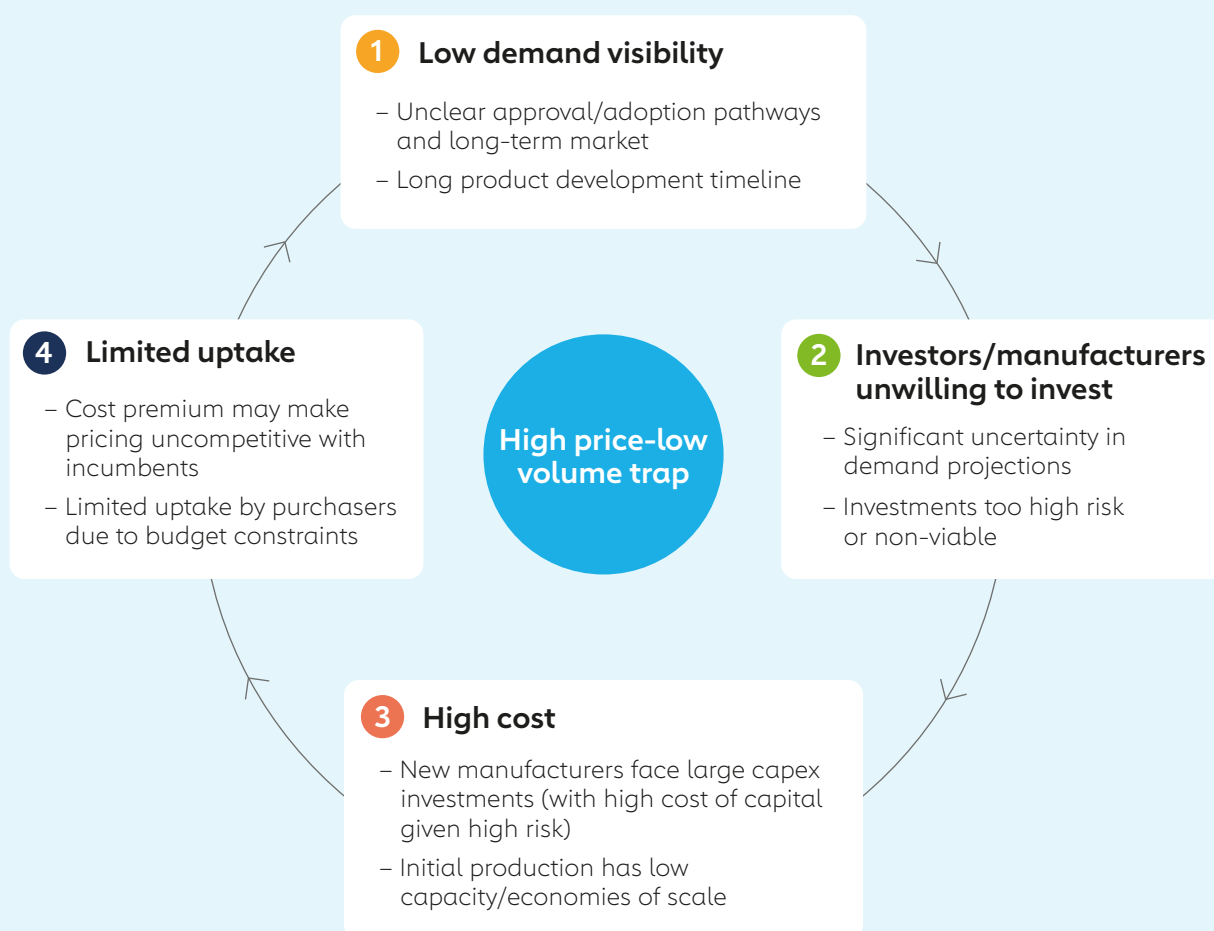 1 Low demand visibility
– Unclear approval/adoption pathways
and long-term market
– Long product development timeline
2 Investors/manufacturers
unwilling to invest
– Significant uncertainty in
demand projections
– Investments too high risk
or non-viable
3 High cost
– New manufacturers face large capex
investments (with high cost of capital
given high risk)
– Initial production has low
capacity/economies of scale
4 Limited uptake
– Cost premium may make
pricing uncompetitive with
incumbents
– Limited uptake by purchasers
due to budget constraints
High price-low
volume trap